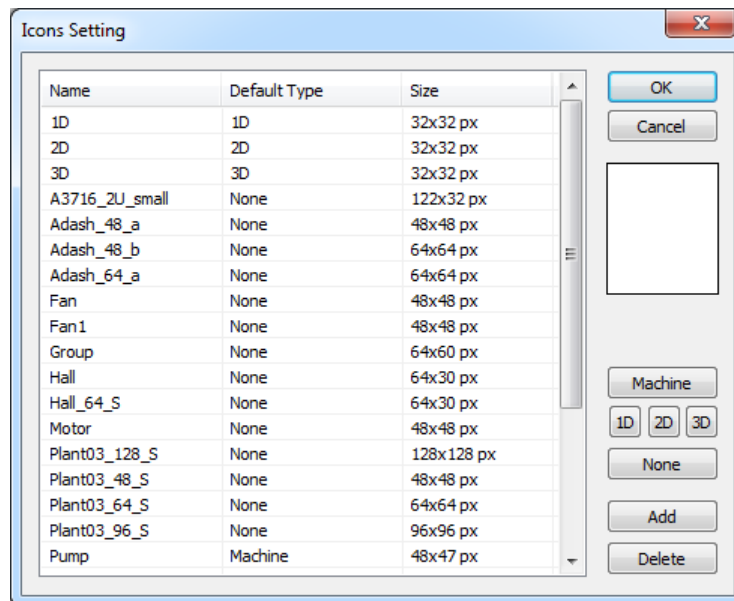 Icons Setting
Name Default Type Size
1D 1D 32x32 px
2D 2D 32x32 px
3D 3D 32x32 px
A3716_2U_small None 122x32 px
Adash_48_a None 48x48 px
Adash_48_b None 64x64 px
Adash_64_a None 64x64 px
Fan None 48x48 px
Fan1 None 48x48 px
Group None 64x60 px
Hall None 64x30 px
Hall_64_S None 64x30 px
Motor None 48x48 px
Plant03_128_S None 128x128 px
Plant03_48_S None 48x48 px
Plant03_64_S None 64x64 px
Plant03_96_S None 96x96 px
Pump Machine 48x47 px
OK
Cancel
Machine
1D 2D 3D
None
Add
Delete